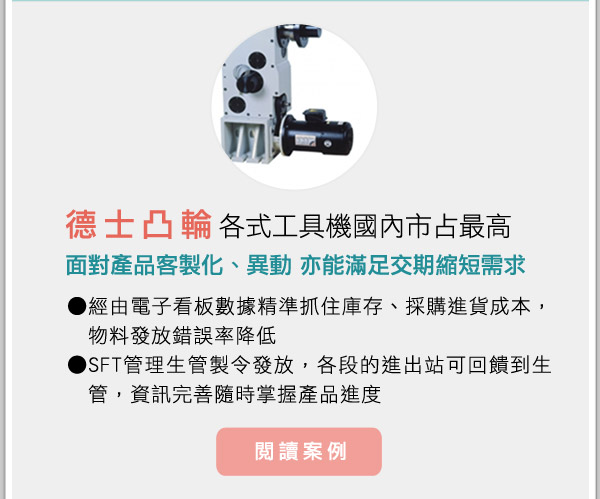 德士凸輪 各式工具機國內市占最高
面對產品客製化、異動 亦能滿足交期縮短需求
●經由電子看板數據精準抓住庫存、採購進貨成本，
物料發放錯誤率降低
●SFT管理生管製令發放，各段的進出站可回饋到生
管，資訊完善隨時掌握產品進度
閱讀案例